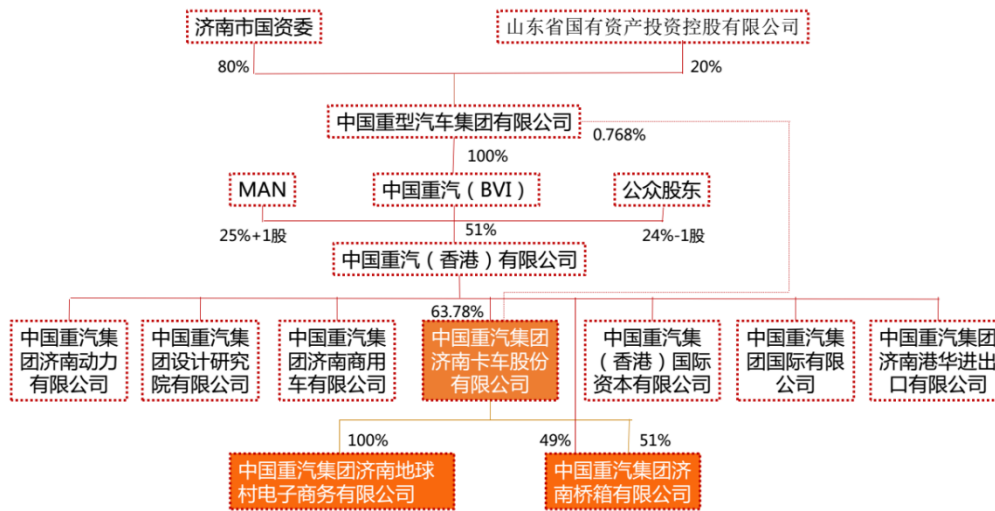 济南市国资委
山东省国有资产投资控股有限公司
80%
20%
中国重型汽车集团有限公司
0.768%
100%
MAN
中国重汽（BVI）
公众股东
25%+1股
51%
24%-1股
中国重汽（香港）有限公司
63.78%
中国重汽集
团济南动力
有限公司
中国重汽集
团设计研究
院有限公司
中国重汽集
团济南商用
车有限公司
中国重汽集团
济南卡车股份
有限公司
中国重汽集
（香港）国际
资本有限公司
中国重汽集
团国际有限
公司
中国重汽集团
济南港华进出
口有限公司
100%
49%
51%
中国重汽集团济南地球
村电子商务有限公司
中国重汽集团济
南桥箱有限公司